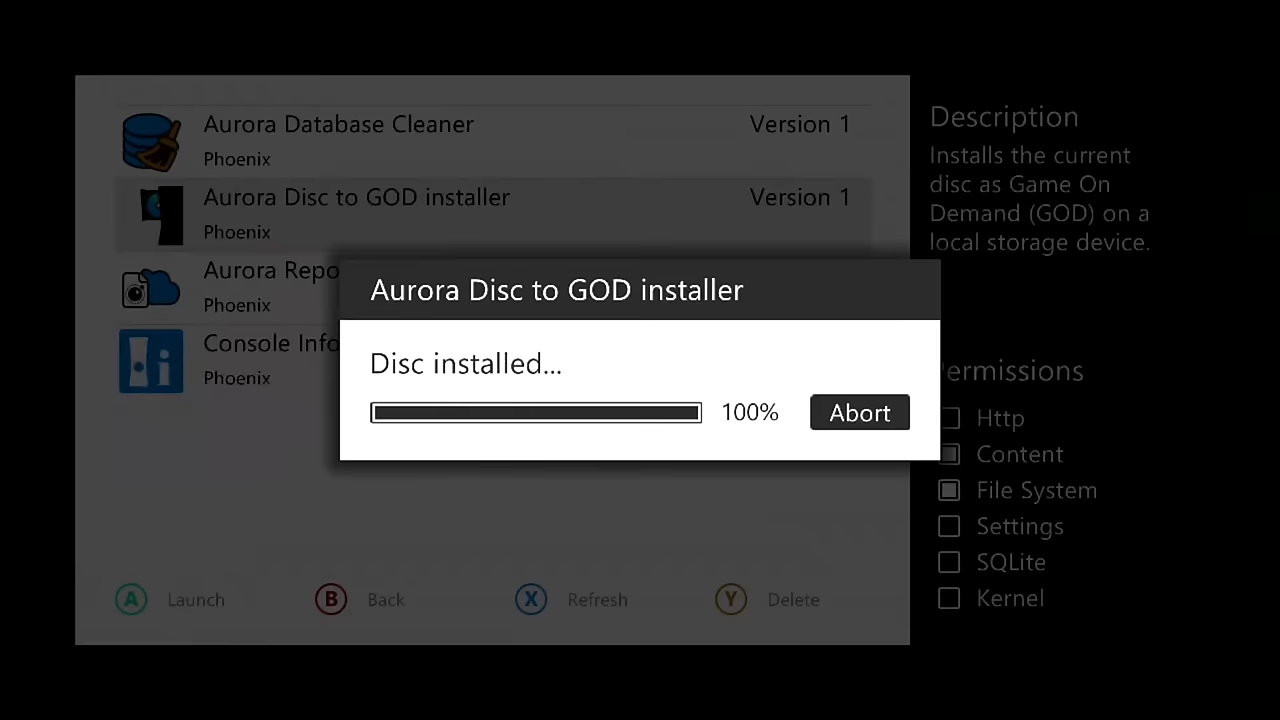 Aurora Database Cleaner
Version 1
Phoenix
Aurora Disc to GOD installer
Version 1
Phoenix
Aurora Repo
Phoenix
Console Info
Phoenix
Aurora Disc to GOD installer
Disc installed...
100%
Abort
A Launch
B Back
X Refresh
Y Delete
Description
Installs the current
disc as Game On
Demand (GOD) on a
local storage device.
ermissions
Http
Content
File System
Settings
SQLite
Kernel